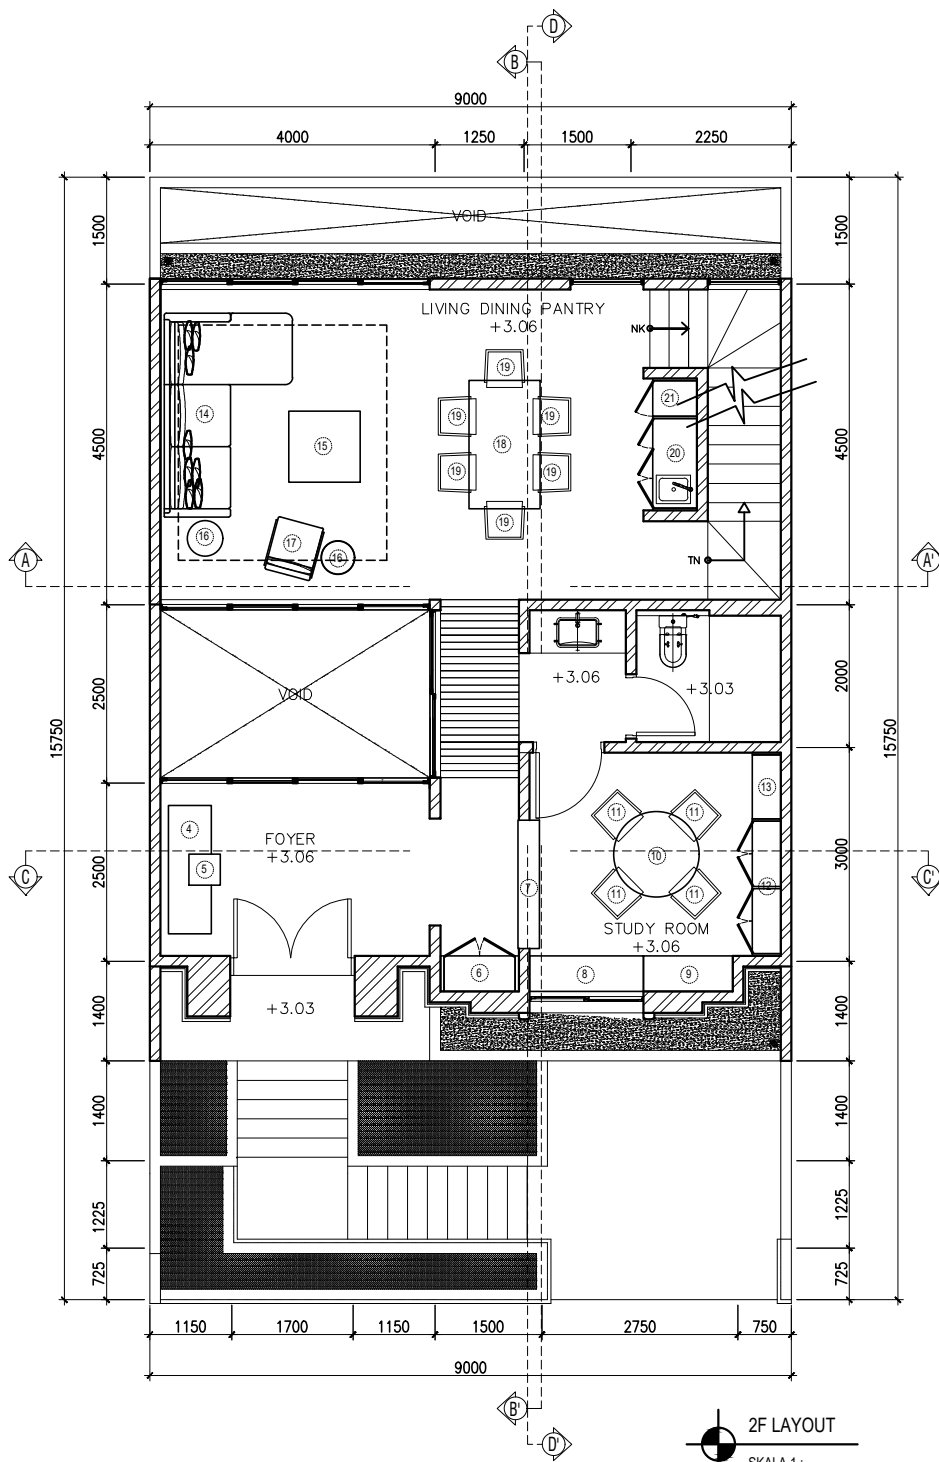 D
B
9000
4000 1250 1500 2250
1500 VOID 1500
LIVING DINING PANTRY
+3.06
NK
19
21
14 19 19
15 18
4500 4500
20
19 19
16 17 16 19
TN
A A'
+3.06 +3.03
2500 VOID 2000
15750 15750
13
4 11 11
FOYER
+3.06
10
2500 5 3000
C C'
7 12
11 11
STUDY ROOM
+3.06
6 8 9
+3.03
1400 1400
1400 1400
1225 1225
725 725
1150 1700 1150 1500 2750 750
9000
B'
D'
2F LAYOUT
SKALA 1 :